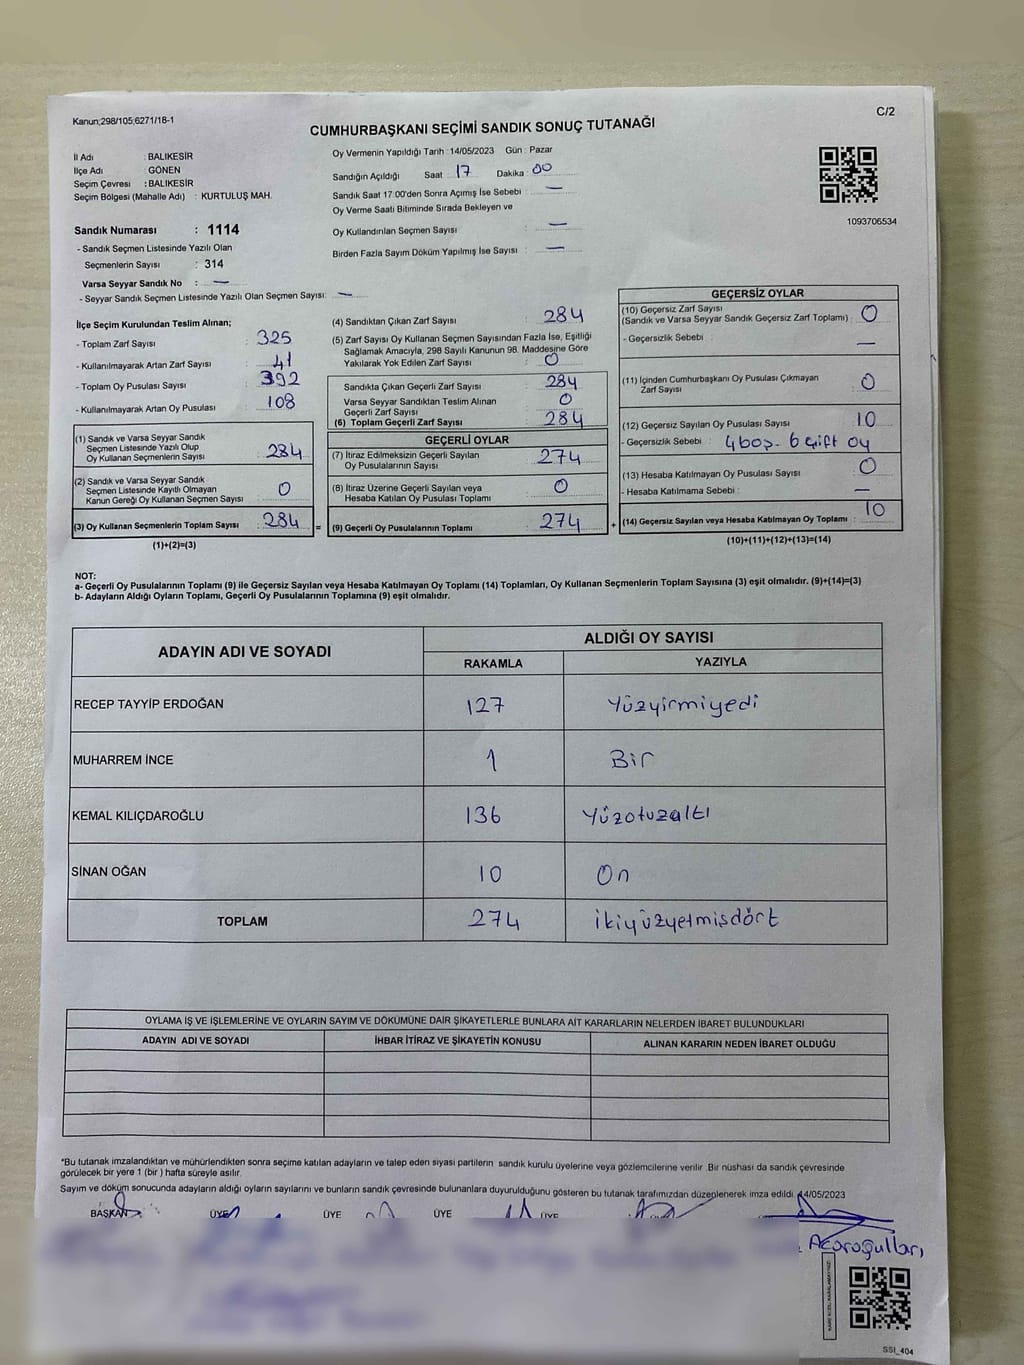 Kanun;298/105;6271/18-1
C/2
CUMHURBAŞKANI SEÇİMİ SANDIK SONUÇ TUTANAĞI
İl Adı : BALIKESİR
İlçe Adı GÖNEN
Seçim Çevresi : BALIKESİR
Seçim Bölgesi (Mahalle Adı) : KURTULUŞ MAH.
Sandık Numarası : 1114
- Sandık Seçmen Listesinde Yazılı Olan
Seçmenlerin Sayısı : 314
Varsa Seyyar Sandık No : —
- Seyyar Sandık Seçmen Listesinde Yazılı Olan Seçmen Sayısı: —
Oy Vermenin Yapıldığı Tarih :14/05/2023 Gün : Pazar
Sandığın Açıldığı Saat 17 Dakika : 00
Sandık Saat 17.00'den Sonra Açımış İse Sebebi : —
Oy Verme Saati Bitiminde Sırada Bekleyen ve
Oy Kullandırılan Seçmen Sayısı : —
Birden Fazla Sayım Döküm Yapılmış İse Sayısı : —
1093706534
İlçe Seçim Kurulundan Teslim Alınan;
- Toplam Zarf Sayısı : 325
- Kullanılmayarak Artan Zarf Sayısı : 41
- Toplam Oy Pusulası Sayısı : 392
- Kullanılmayarak Artan Oy Pusulası : 108
(1) Sandık ve Varsa Seyyar Sandık
Seçmen Listesinde Yazılı Olup
Oy Kullanan Seçmenlerin Sayısı : 284
(2) Sandık ve Varsa Seyyar Sandık
Seçmen Listesinde Kayıtlı Olmayan
Kanun Gereği Oy Kullanan Seçmen Sayısı : 0
(3) Oy Kullanan Seçmenlerin Toplam Sayısı : 284 =
(1)+(2)=(3)
(4) Sandıktan Çıkan Zarf Sayısı : 284
(5) Zarf Sayısı Oy Kullanan Seçmen Sayısından Fazla İse, Eşitliği
Sağlamak Amacıyla, 298 Sayılı Kanunun 98. Maddesine Göre
Yakılarak Yok Edilen Zarf Sayısı : 0
Sandıkta Çıkan Geçerli Zarf Sayısı : 284
Varsa Seyyar Sandıktan Teslim Alınan
Geçerli Zarf Sayısı : 0
(6) Toplam Geçerli Zarf Sayısı : 284
GEÇERLİ OYLAR
(7) İtiraz Edilmeksizin Geçerli Sayılan
Oy Pusulalarının Sayısı : 274
(8) İtiraz Üzerine Geçerli Sayılan veya
Hesaba Katılan Oy Pusulası Toplamı : 0
(9) Geçerli Oy Pusulalarının Toplamı : 274 +
GEÇERSİZ OYLAR
(10) Geçersiz Zarf Sayısı
(Sandık ve Varsa Seyyar Sandık Geçersiz Zarf Toplamı) : 0
- Geçersizlik Sebebi : —
(11) İçinden Cumhurbaşkanı Oy Pusulası Çıkmayan
Zarf Sayısı : 0
(12) Geçersiz Sayılan Oy Pusulası Sayısı : 10
- Geçersizlik Sebebi : 4 boş - 6 çift oy
(13) Hesaba Katılmayan Oy Pusulası Sayısı : 0
- Hesaba Katılmama Sebebi : —
(14) Geçersiz Sayılan veya Hesaba Katılmayan Oy Toplamı : 10
(10)+(11)+(12)+(13)=(14)
NOT:
a- Geçerli Oy Pusulalarının Toplamı (9) ile Geçersiz Sayılan veya Hesaba Katılmayan Oy Toplamı (14) Toplamları, Oy Kullanan Seçmenlerin Toplam Sayısına (3) eşit olmalıdır. (9)+(14)=(3)
b- Adayların Aldığı Oyların Toplamı, Geçerli Oy Pusulalarının Toplamına (9) eşit olmalıdır.
ADAYIN ADI VE SOYADI ALDIĞI OY SAYISI
RAKAMLA YAZIYLA
RECEP TAYYİP ERDOĞAN 127 Yüzyirmiyedi
MUHARREM İNCE 1 Bir
KEMAL KILIÇDAROĞLU 136 Yüzotuzaltı
SİNAN OĞAN 10 On
TOPLAM 274 ikiyüzyetmişdört
OYLAMA İŞ VE İŞLEMLERİNE VE OYLARIN SAYIM VE DÖKÜMÜNE DAİR ŞİKAYETLERLE BUNLARA AİT KARARLARIN NELERDEN İBARET BULUNDUKLARI
ADAYIN ADI VE SOYADI İHBAR İTİRAZ VE ŞİKAYETİN KONUSU ALINAN KARARIN NEDEN İBARET OLDUĞU
*Bu tutanak imzalandıktan ve mühürlendikten sonra seçime katılan adayların ve talep eden siyasi partilerin sandık kurulu üyelerine veya gözlemcilerine verilir. Bir nüshası da sandık çevresinde
görülecek bir yere 1 (bir ) hafta süreyle asılır.
Sayım ve döküm sonucunda adayların aldığı oyların sayılarını ve bunların sandık çevresinde bulunanlara duyurulduğunu gösteren bu tutanak tarafımızdan düzenlenerek imza edildi. 14/05/2023
BAŞKAN ÜYE ÜYE ÜYE ÜYE
Acaroğulları
SSI_404